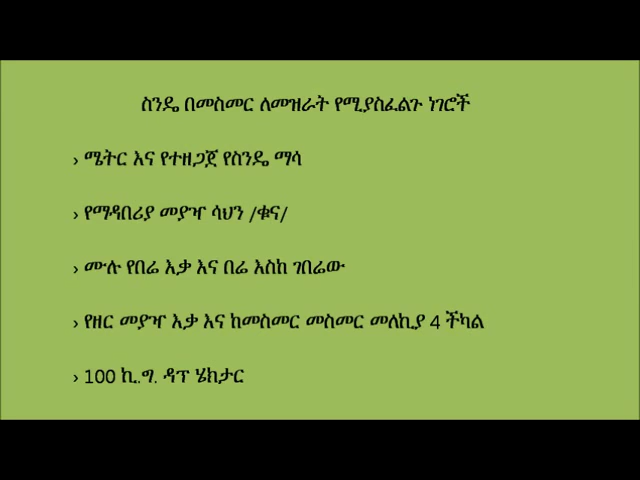 ስንዴ በመስመር ለመዝራት የሚያስፈልጉ ነገሮች
› ሜትር እና የተዘጋጀ የስንዴ ማሳ
› የማዳበሪያ መያዣ ሳህን /ቁና/
› ሙሉ የበሬ እቃ እና በሬ እስከ ገበሬው
› የዘር መያዣ እቃ እና ከመስመር መስመር መለኪያ 4 ችካል
› 100 ኪ.ግ. ዳፕ ሄክታር